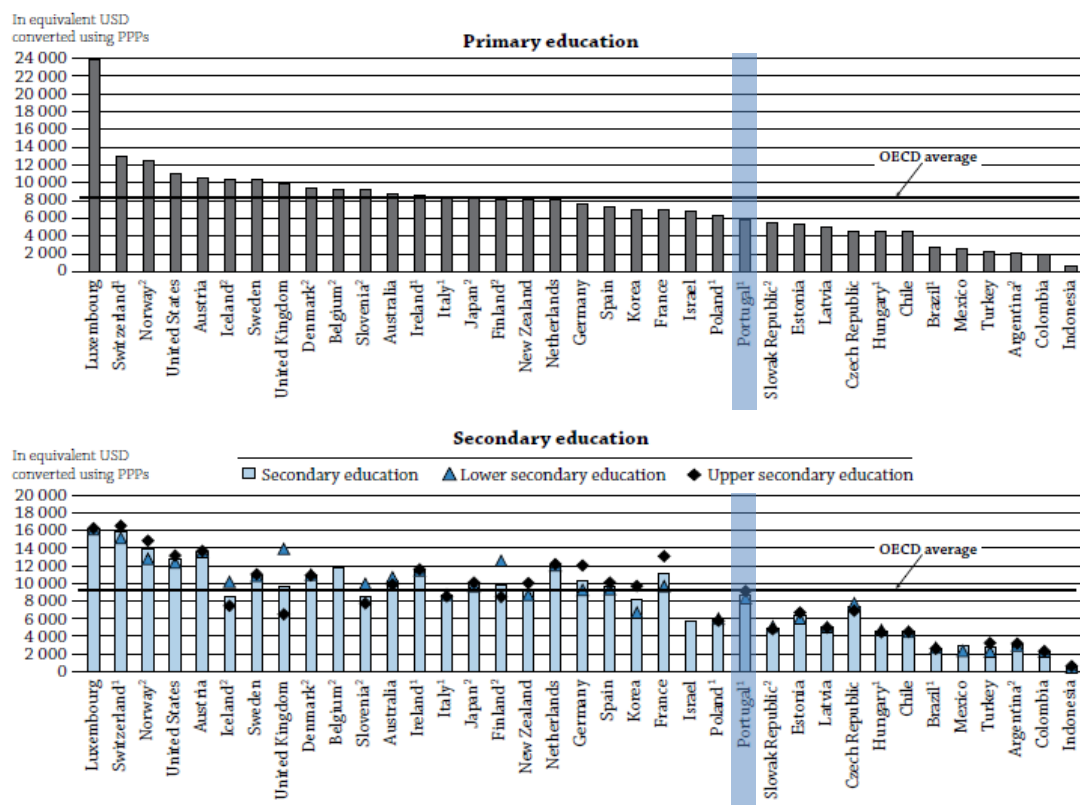 In equivalent USD
converted using PPPs
Primary education
24 000
22 000
20 000
18 000
16 000
14 000
12 000
10 000
8 000
6 000
4 000
2 000
0
OECD average
Luxembourg
Switzerland¹
Norway²
United States
Austria
Iceland²
Sweden
United Kingdom
Denmark²
Belgium²
Slovenia²
Australia
Ireland¹
Italy¹
Japan²
Finland²
New Zealand
Netherlands
Germany
Spain
Korea
France
Israel
Poland¹
Portugal¹
Slovak Republic²
Estonia
Latvia
Czech Republic
Hungary¹
Chile
Brazil¹
Mexico
Turkey
Argentina²
Colombia
Indonesia
Secondary education
In equivalent USD
converted using PPPs
Secondary education Lower secondary education Upper secondary education
20 000
18 000
16 000
14 000
12 000
10 000
8 000
6 000
4 000
2 000
0
OECD average
Luxembourg
Switzerland¹
Norway²
United States
Austria
Iceland²
Sweden
United Kingdom
Denmark²
Belgium²
Slovenia²
Australia
Ireland¹
Italy¹
Japan²
Finland²
New Zealand
Netherlands
Germany
Spain
Korea
France
Israel
Poland¹
Portugal¹
Slovak Republic²
Estonia
Latvia
Czech Republic
Hungary¹
Chile
Brazil¹
Mexico
Turkey
Argentina²
Colombia
Indonesia